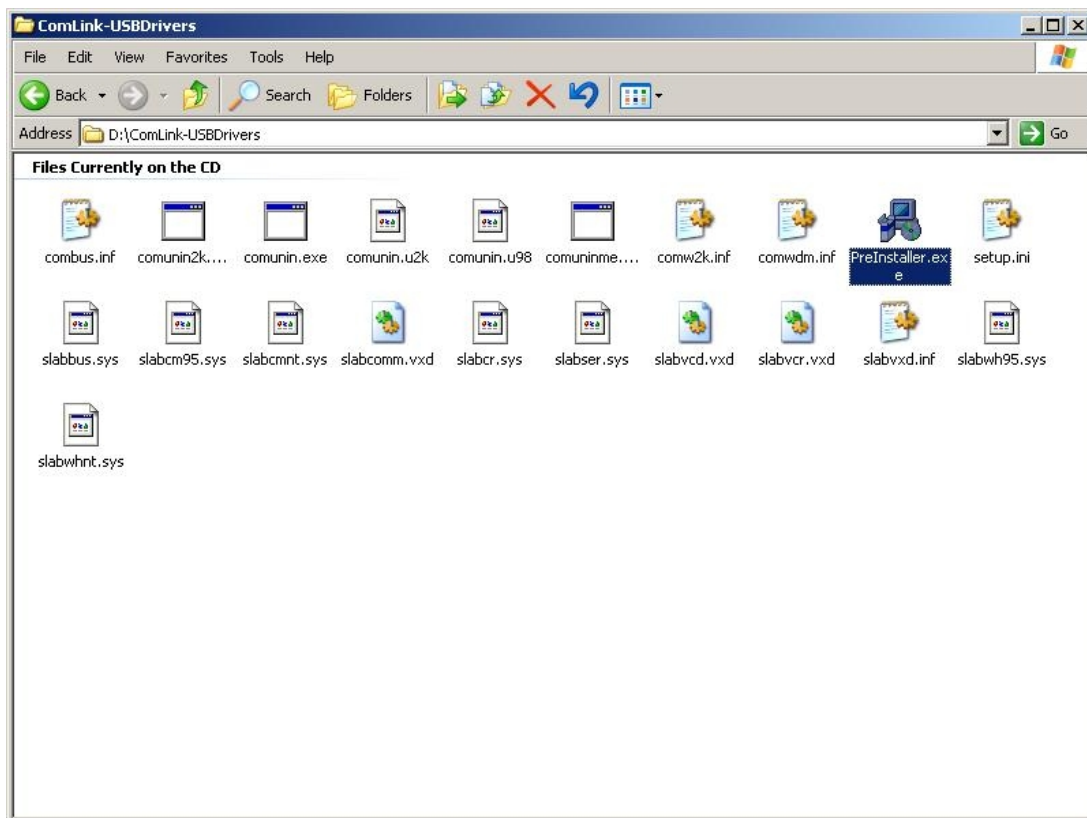 ComLink-USBDrivers
File Edit View Favorites Tools Help
Back Search Folders
Address D:\ComLink-USBDrivers Go
Files Currently on the CD
combus.inf comunin2k.... comunin.exe comunin.u2k comunin.u98 comuninme.... comw2k.inf comwdm.inf PreInstaller.ex setup.ini
e
slabbus.sys slabcm95.sys slabcmnt.sys slabcomm.vxd slabcr.sys slabser.sys slabvcd.vxd slabvcr.vxd slabvxd.inf slabwh95.sys
slabwhnt.sys